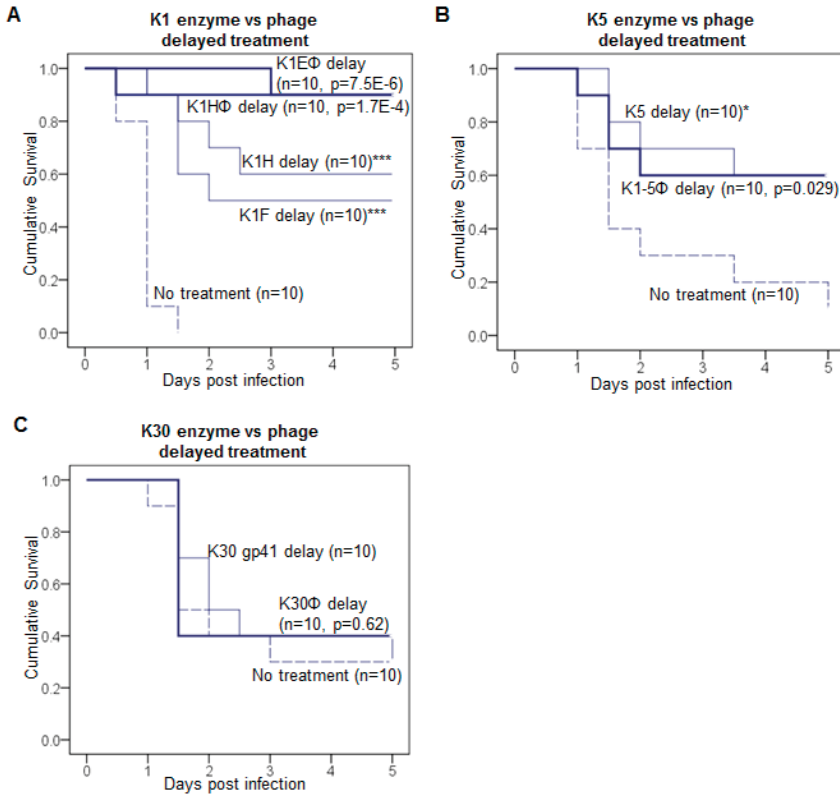 A
K1 enzyme vs phage
delayed treatment
K1EΦ delay
(n=10, p=7.5E-6)
K1HΦ delay (n=10, p=1.7E-4)
K1H delay (n=10)***
K1F delay (n=10)***
No treatment (n=10)
Cumulative Survival
1.0
0.8
0.6
0.4
0.2
0.0
0 1 2 3 4 5
Days post infection
B
K5 enzyme vs phage
delayed treatment
K5 delay (n=10)*
K1-5Φ delay (n=10, p=0.029)
No treatment (n=10)
Cumulative Survival
1.0
0.8
0.6
0.4
0.2
0.0
0 1 2 3 4 5
Days post infection
C
K30 enzyme vs phage
delayed treatment
K30 gp41 delay (n=10)
K30Φ delay
(n=10, p=0.62)
No treatment (n=10)
Cumulative Survival
1.0
0.8
0.6
0.4
0.2
0.0
0 1 2 3 4 5
Days post infection